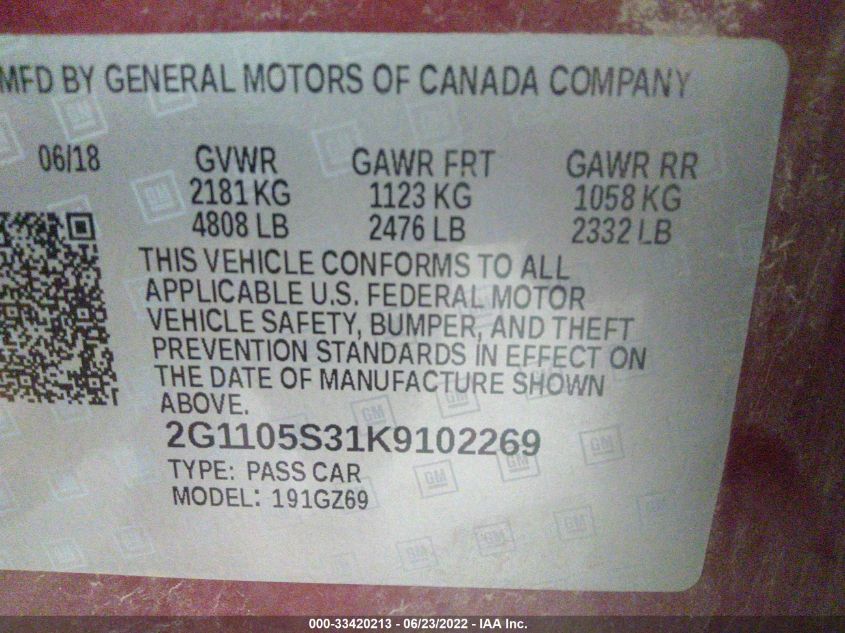 MFD BY GENERAL MOTORS OF CANADA COMPANY
06/18 GVWR GAWR FRT GAWR RR
2181 KG 1123 KG 1058 KG
4808 LB 2476 LB 2332 LB
THIS VEHICLE CONFORMS TO ALL
APPLICABLE U.S. FEDERAL MOTOR
VEHICLE SAFETY, BUMPER, AND THEFT
PREVENTION STANDARDS IN EFFECT ON
THE DATE OF MANUFACTURE SHOWN
ABOVE.
2G1105S31K9102269
TYPE: PASS CAR
MODEL: 191GZ69
000-33420213 - 06/23/2022 - IAA Inc.